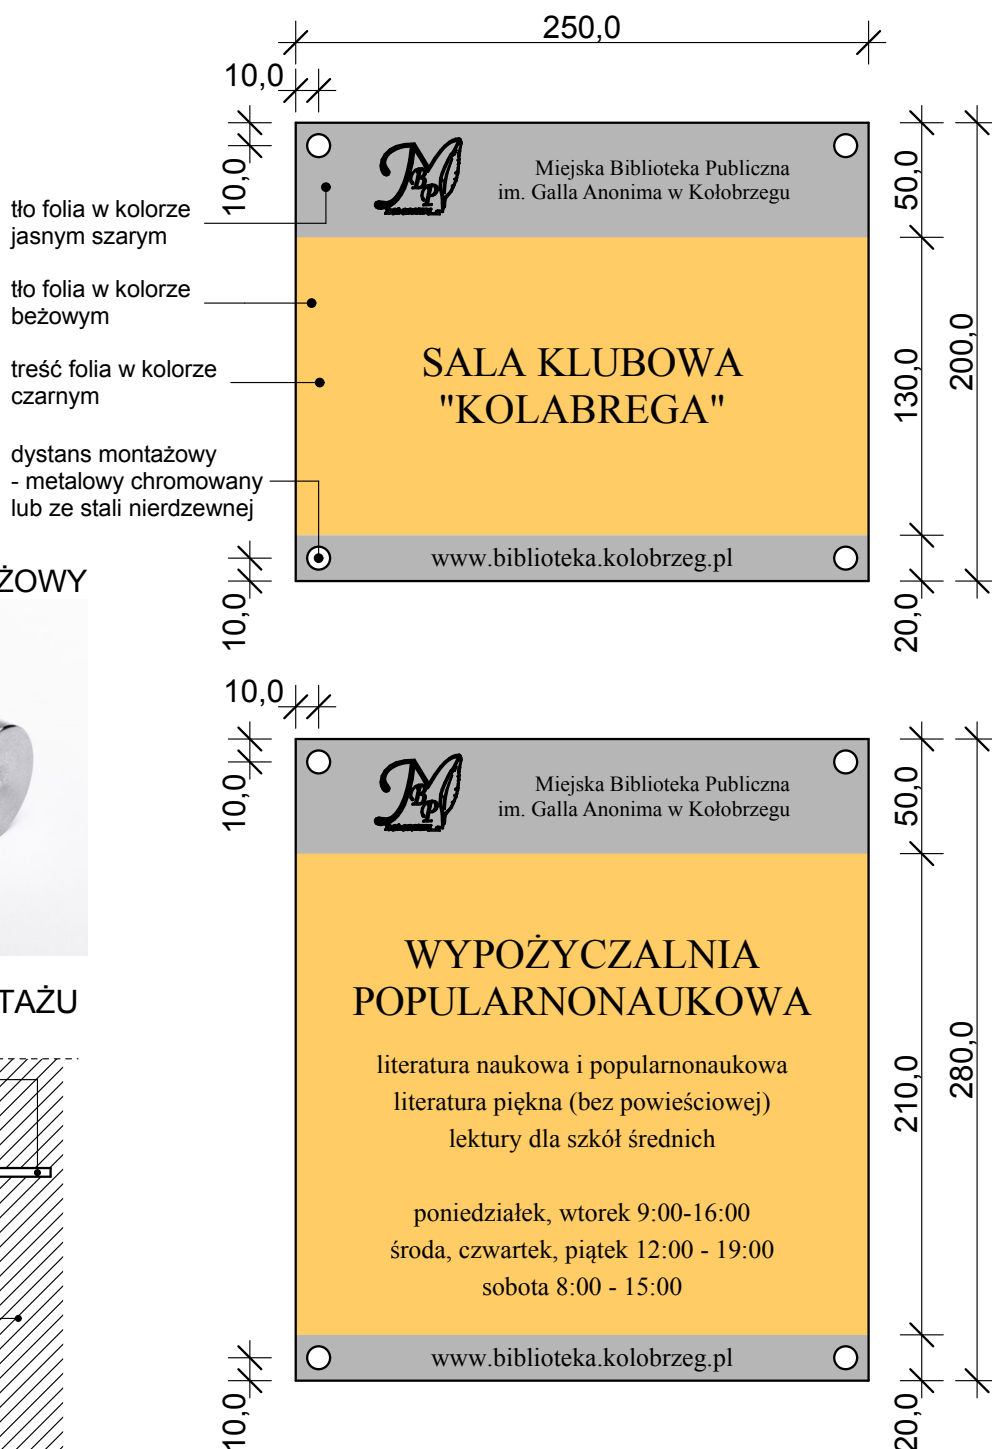 250,0
10,0
10,0
Miejska Biblioteka Publiczna
im. Galla Anonima w Kołobrzegu
50,0
tło folia w kolorze
jasnym szarym
tło folia w kolorze
beżowym
treść folia w kolorze
czarnym
dystans montażowy
- metalowy chromowany
lub ze stali nierdzewnej
SALA KLUBOWA
"KOLABREGA"
130,0
200,0
www.biblioteka.kolobrzeg.pl
10,0
20,0
ŻOWY
10,0
10,0
MBP
Miejska Biblioteka Publiczna
im. Galla Anonima w Kołobrzegu
50,0
WYPOŻYCZALNIA
POPULARNONAUKOWA
literatura naukowa i popularnonaukowa
literatura piękna (bez powieściowej)
lektury dla szkół średnich
poniedziałek, wtorek 9:00-16:00
środa, czwartek, piątek 12:00 - 19:00
sobota 8:00 - 15:00
210,0
280,0
TAŻU
www.biblioteka.kolobrzeg.pl
10,0
20,0